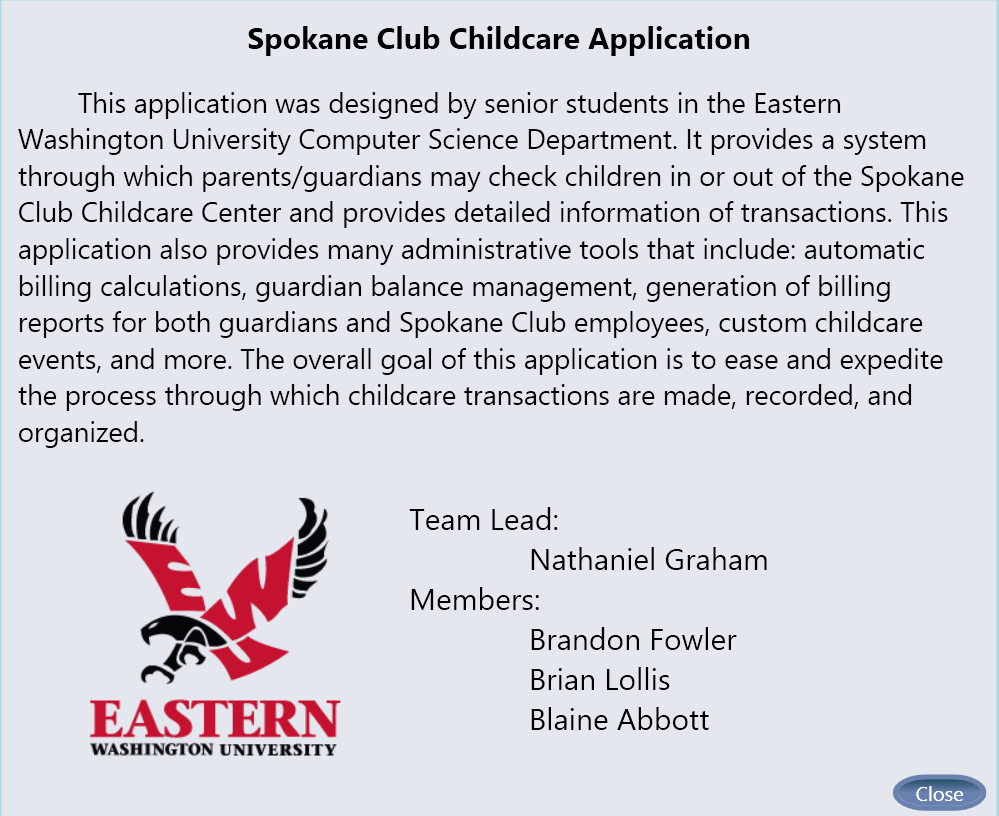 Spokane Club Childcare Application
This application was designed by senior students in the Eastern
Washington University Computer Science Department. It provides a system
through which parents/guardians may check children in or out of the Spokane
Club Childcare Center and provides detailed information of transactions. This
application also provides many administrative tools that include: automatic
billing calculations, guardian balance management, generation of billing
reports for both guardians and Spokane Club employees, custom childcare
events, and more. The overall goal of this application is to ease and expedite
the process through which childcare transactions are made, recorded, and
organized.
EWU
EASTERN
WASHINGTON UNIVERSITY
Team Lead:
Nathaniel Graham
Members:
Brandon Fowler
Brian Lollis
Blaine Abbott
Close